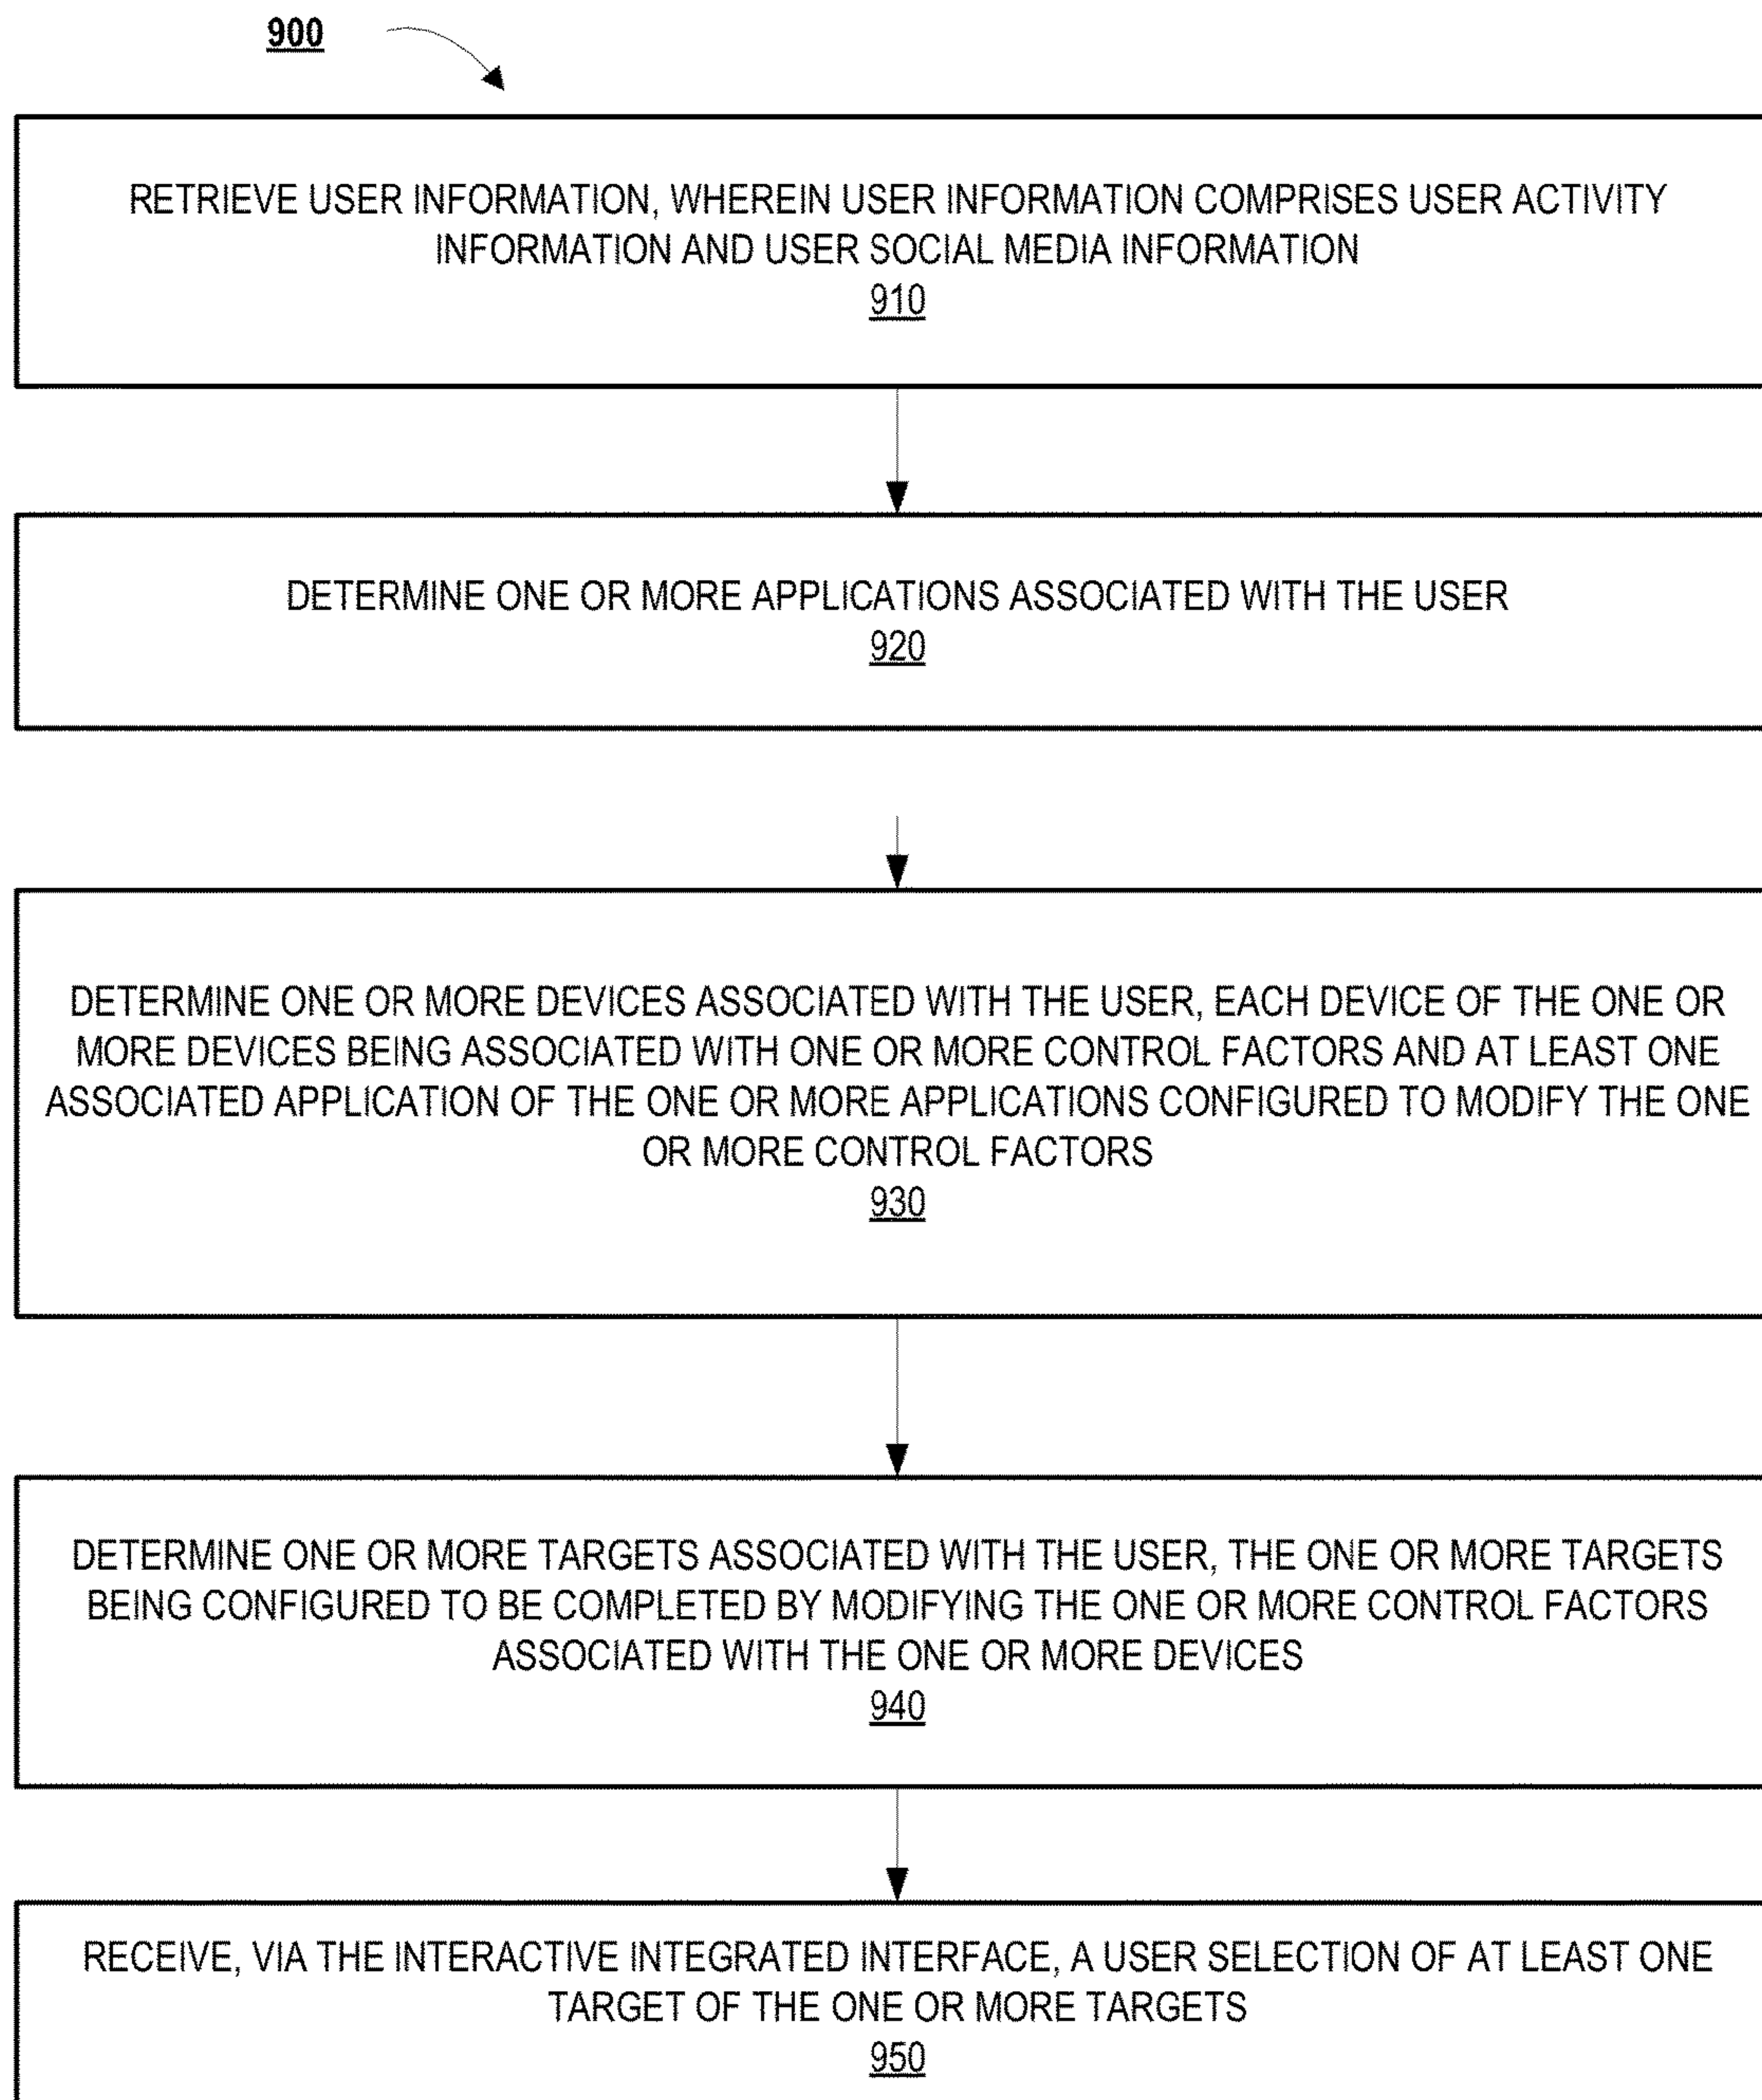 900
RETRIEVE USER INFORMATION, WHEREIN USER INFORMATION COMPRISES USER ACTIVITY
INFORMATION AND USER SOCIAL MEDIA INFORMATION
910
DETERMINE ONE OR MORE APPLICATIONS ASSOCIATED WITH THE USER
920
DETERMINE ONE OR MORE DEVICES ASSOCIATED WITH THE USER, EACH DEVICE OF THE ONE OR
MORE DEVICES BEING ASSOCIATED WITH ONE OR MORE CONTROL FACTORS AND AT LEAST ONE
ASSOCIATED APPLICATION OF THE ONE OR MORE APPLICATIONS CONFIGURED TO MODIFY THE ONE
OR MORE CONTROL FACTORS
930
DETERMINE ONE OR MORE TARGETS ASSOCIATED WITH THE USER, THE ONE OR MORE TARGETS
BEING CONFIGURED TO BE COMPLETED BY MODIFYING THE ONE OR MORE CONTROL FACTORS
ASSOCIATED WITH THE ONE OR MORE DEVICES
940
RECEIVE, VIA THE INTERACTIVE INTEGRATED INTERFACE, A USER SELECTION OF AT LEAST ONE
TARGET OF THE ONE OR MORE TARGETS
950